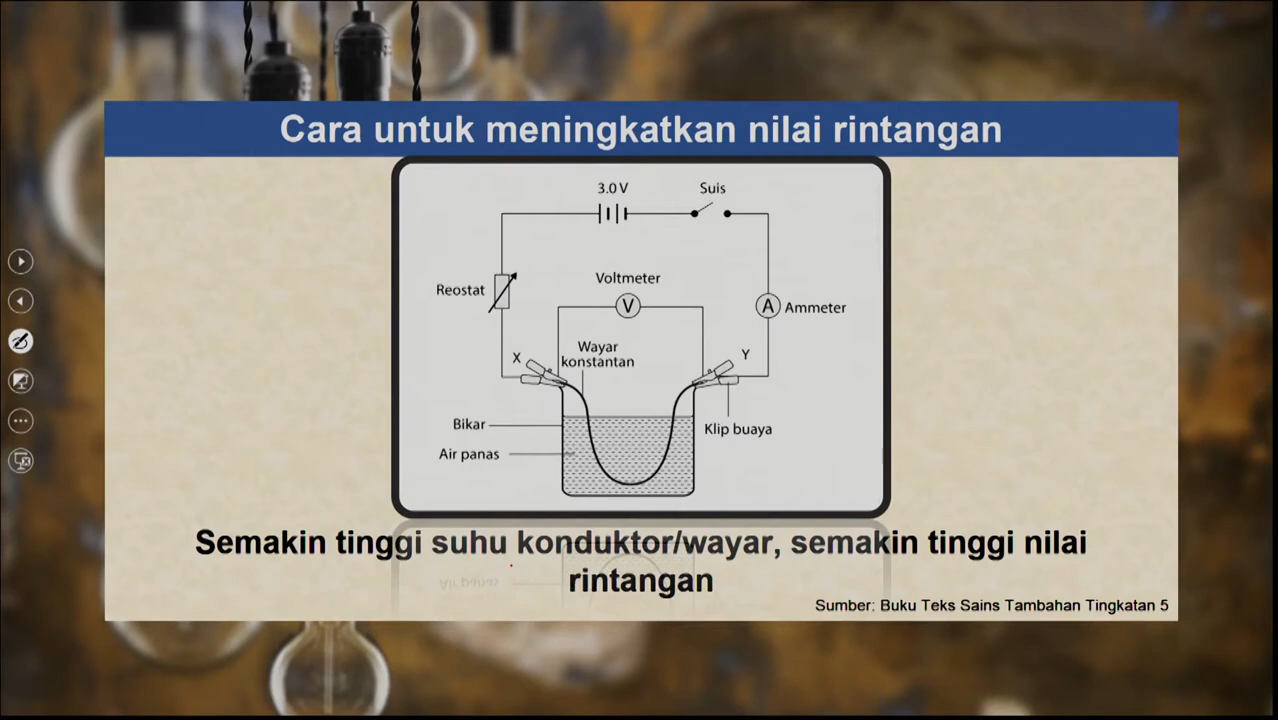 Cara untuk meningkatkan nilai rintangan
3.0 V
Suis
Voltmeter
Reostat
V
A
Ammeter
X
Wayar
konstantan
Y
Bikar
Klip buaya
Air panas
Semakin tinggi suhu konduktor/wayar, semakin tinggi nilai
rintangan
Sumber: Buku Teks Sains Tambahan Tingkatan 5